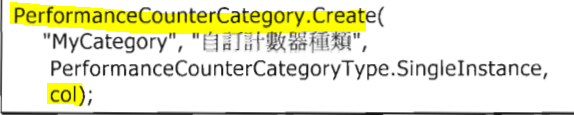 PerformanceCounterCategory.Create(
"MyCategory", "自訂計數器種類",
PerformanceCounterCategoryType.SingleInstance,
col);